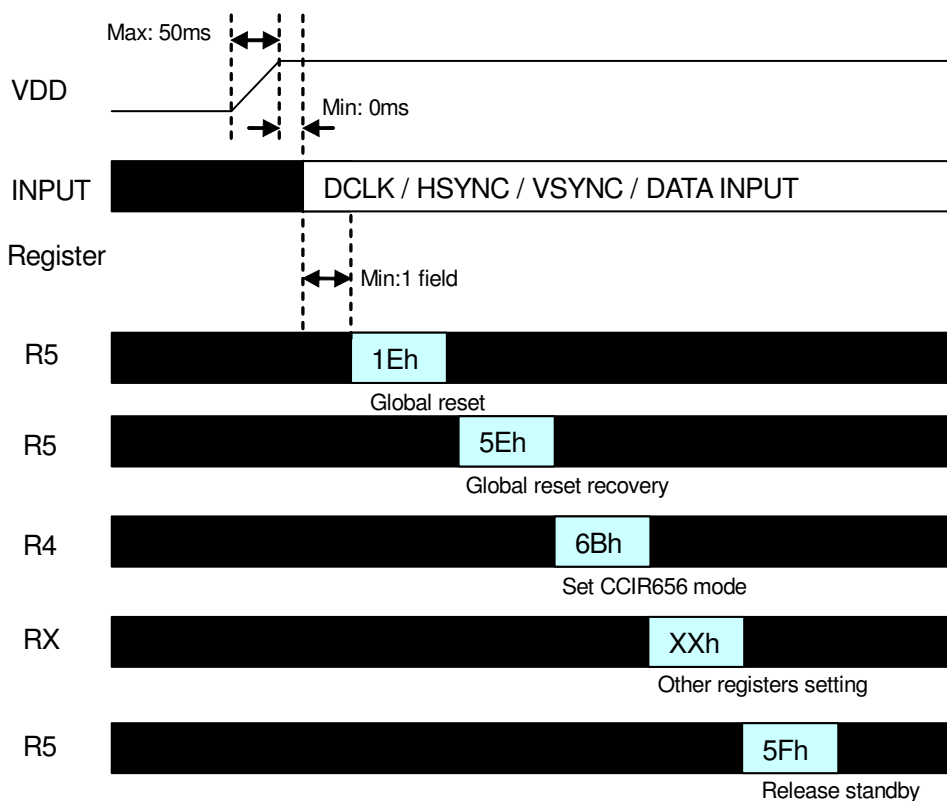 Max: 50ms
VDD
Min: 0ms
INPUT
DCLK / HSYNC / VSYNC / DATA INPUT
Register
Min:1 field
R5
1Eh
Global reset
R5
5Eh
Global reset recovery
R4
6Bh
Set CCIR656 mode
RX
XXh
Other registers setting
R5
5Fh
Release standby